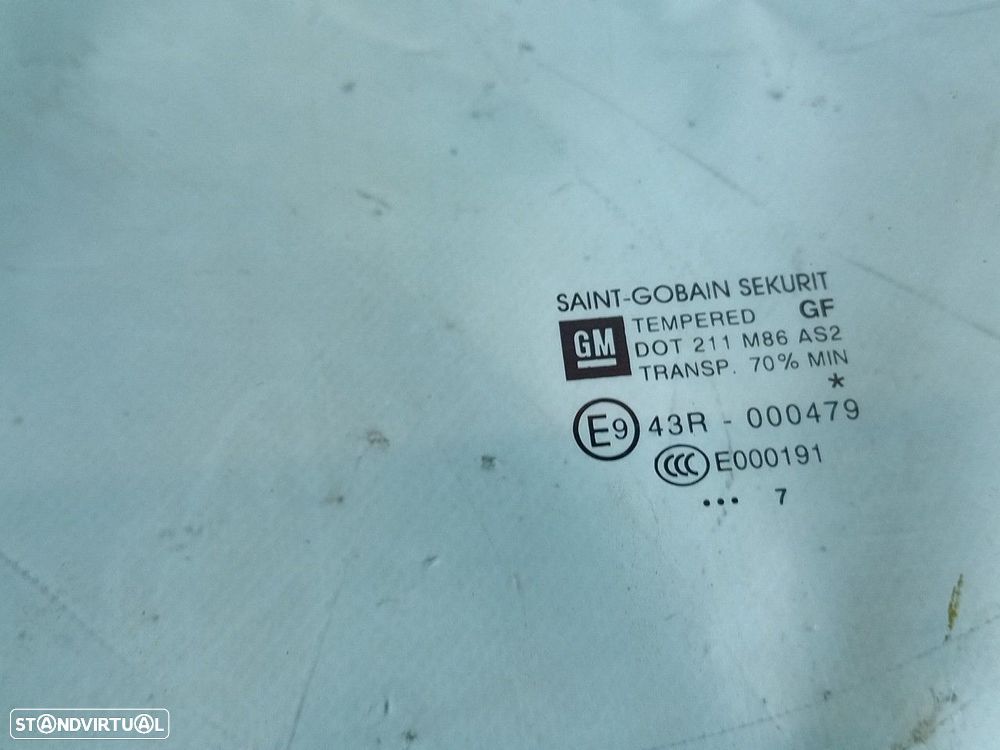 SAINT-GOBAIN SEKURIT
GM TEMPERED GF
DOT 211 M86 AS2
TRANSP. 70% MIN
*
E9 43R - 000479
CCC E000191
... 7
STANDVIRTUAL